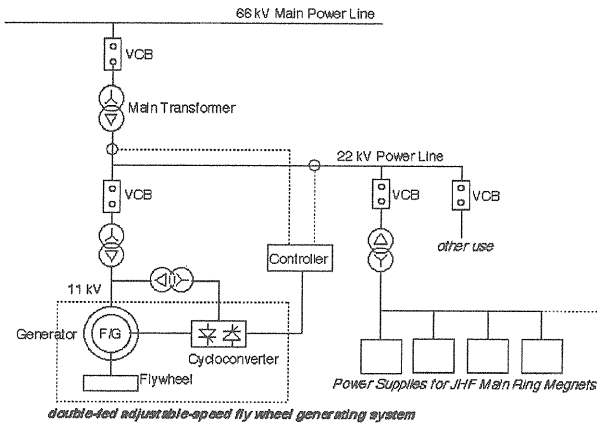 66 kV Main Power Line
VCB
Main Transformer
22 kV Power Line
VCB
VCB
VCB
other use
Controller
11 kV
Generator
F/G
Cycloconverter
Flywheel
Power Supplies for JHF Main Ring Megnets
double-fed adjustable-speed fly wheel generating system